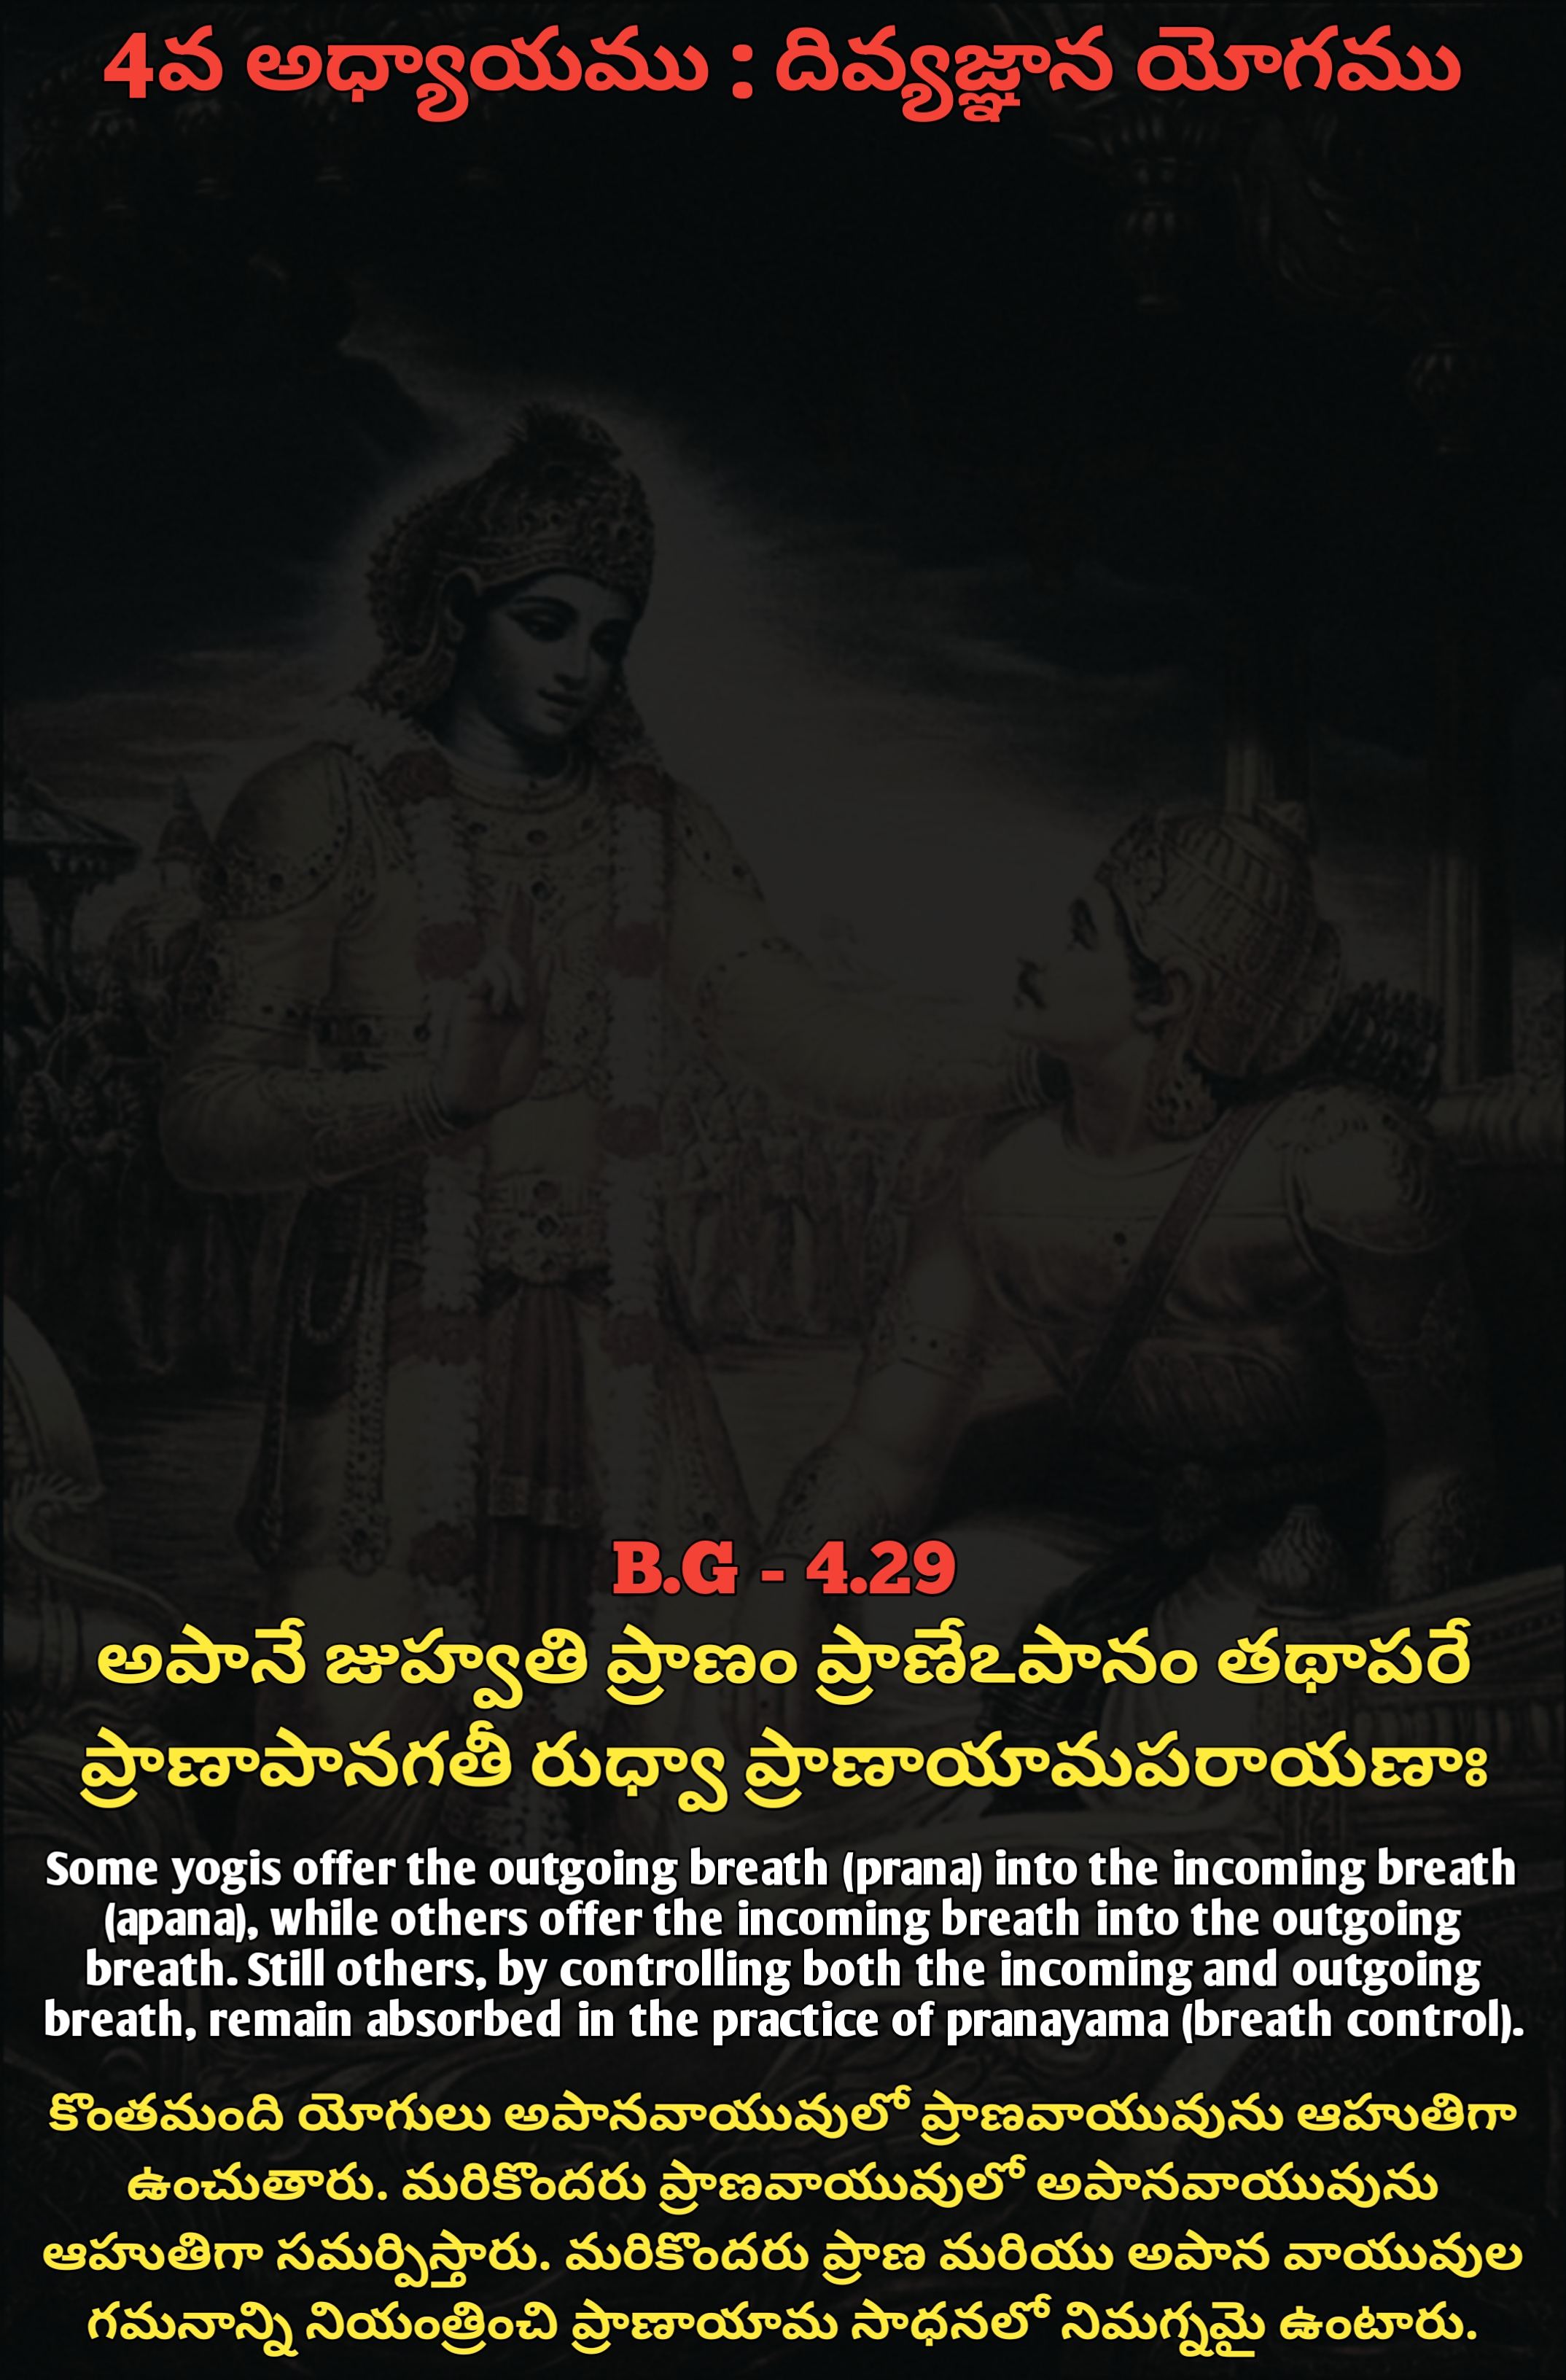 4వ అధ్యాయము : దివ్యజ్ఞాన యోగము
B.G - 4.29
అపానే జుహ్వతి ప్రాణం ప్రాణేఽపానం తథాపరే
ప్రాణాపానగతీ రుధ్వా ప్రాణాయామపరాయణాః
Some yogis offer the outgoing breath (prana) into the incoming breath
(apana), while others offer the incoming breath into the outgoing
breath. Still others, by controlling both the incoming and outgoing
breath, remain absorbed in the practice of pranayama (breath control).
కొంతమంది యోగులు అపానవాయువులో ప్రాణవాయువును ఆహుతిగా
ఉంచుతారు. మరికొందరు ప్రాణవాయువులో అపానవాయువును
ఆహుతిగా సమర్పిస్తారు. మరికొందరు ప్రాణ మరియు అపాన వాయువుల
గమనాన్ని నియంత్రించి ప్రాణాయామ సాధనలో నిమగ్నమై ఉంటారు.